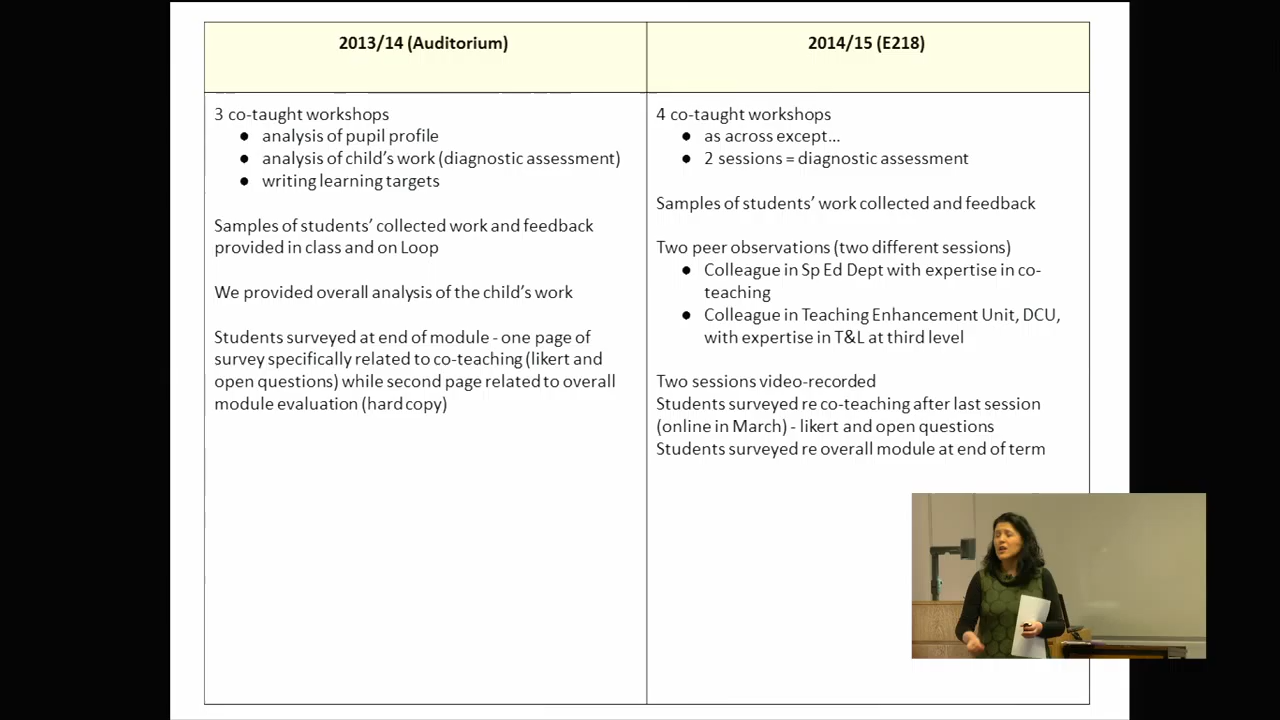 2013/14 (Auditorium)
3 co-taught workshops
● analysis of pupil profile
● analysis of child's work (diagnostic assessment)
● writing learning targets
Samples of students' collected work and feedback
provided in class and on Loop
We provided overall analysis of the child's work
Students surveyed at end of module - one page of
survey specifically related to co-teaching (likert and
open questions) while second page related to overall
module evaluation (hard copy)
2014/15 (E218)
4 co-taught workshops
● as across except...
● 2 sessions = diagnostic assessment
Samples of students' work collected and feedback
Two peer observations (two different sessions)
● Colleague in Sp Ed Dept with expertise in co-
teaching
● Colleague in Teaching Enhancement Unit, DCU,
with expertise in T&L at third level
Two sessions video-recorded
Students surveyed re co-teaching after last session
(online in March) - likert and open questions
Students surveyed re overall module at end of term